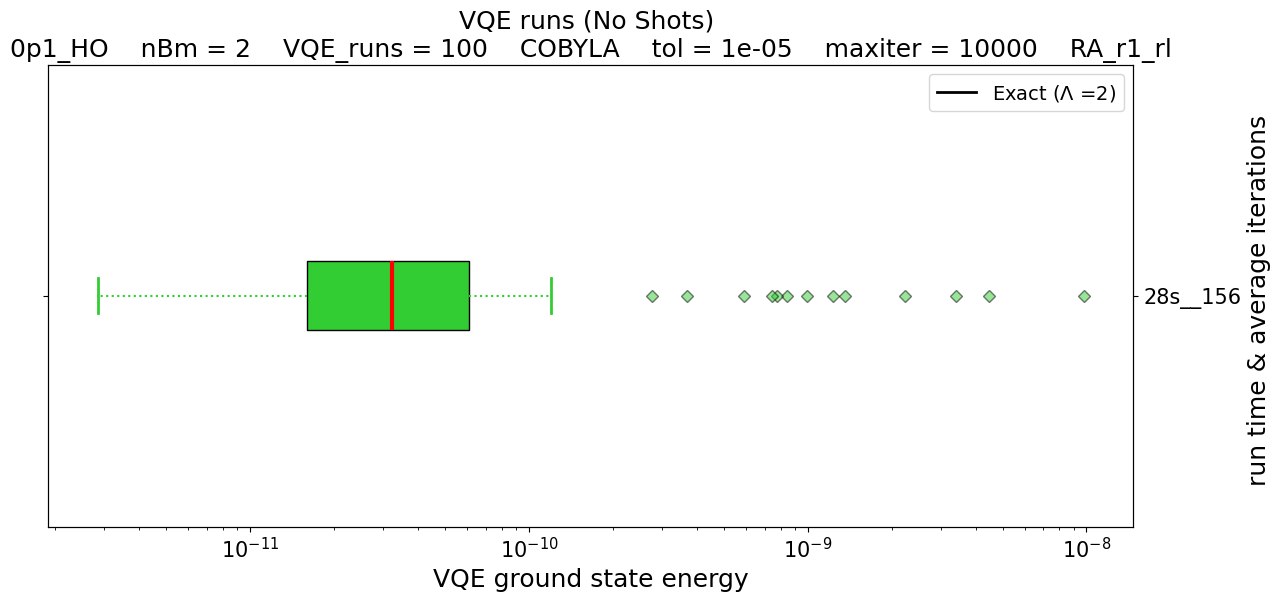 VQE runs (No Shots)
0p1_HO nBm = 2 VQE_runs = 100 COBYLA tol = 1e-05 maxiter = 10000 RA_r1_rl
Exact (Λ =2)
28s__156
run time & average iterations
10⁻¹¹ 10⁻¹⁰ 10⁻⁹ 10⁻⁸
VQE ground state energy